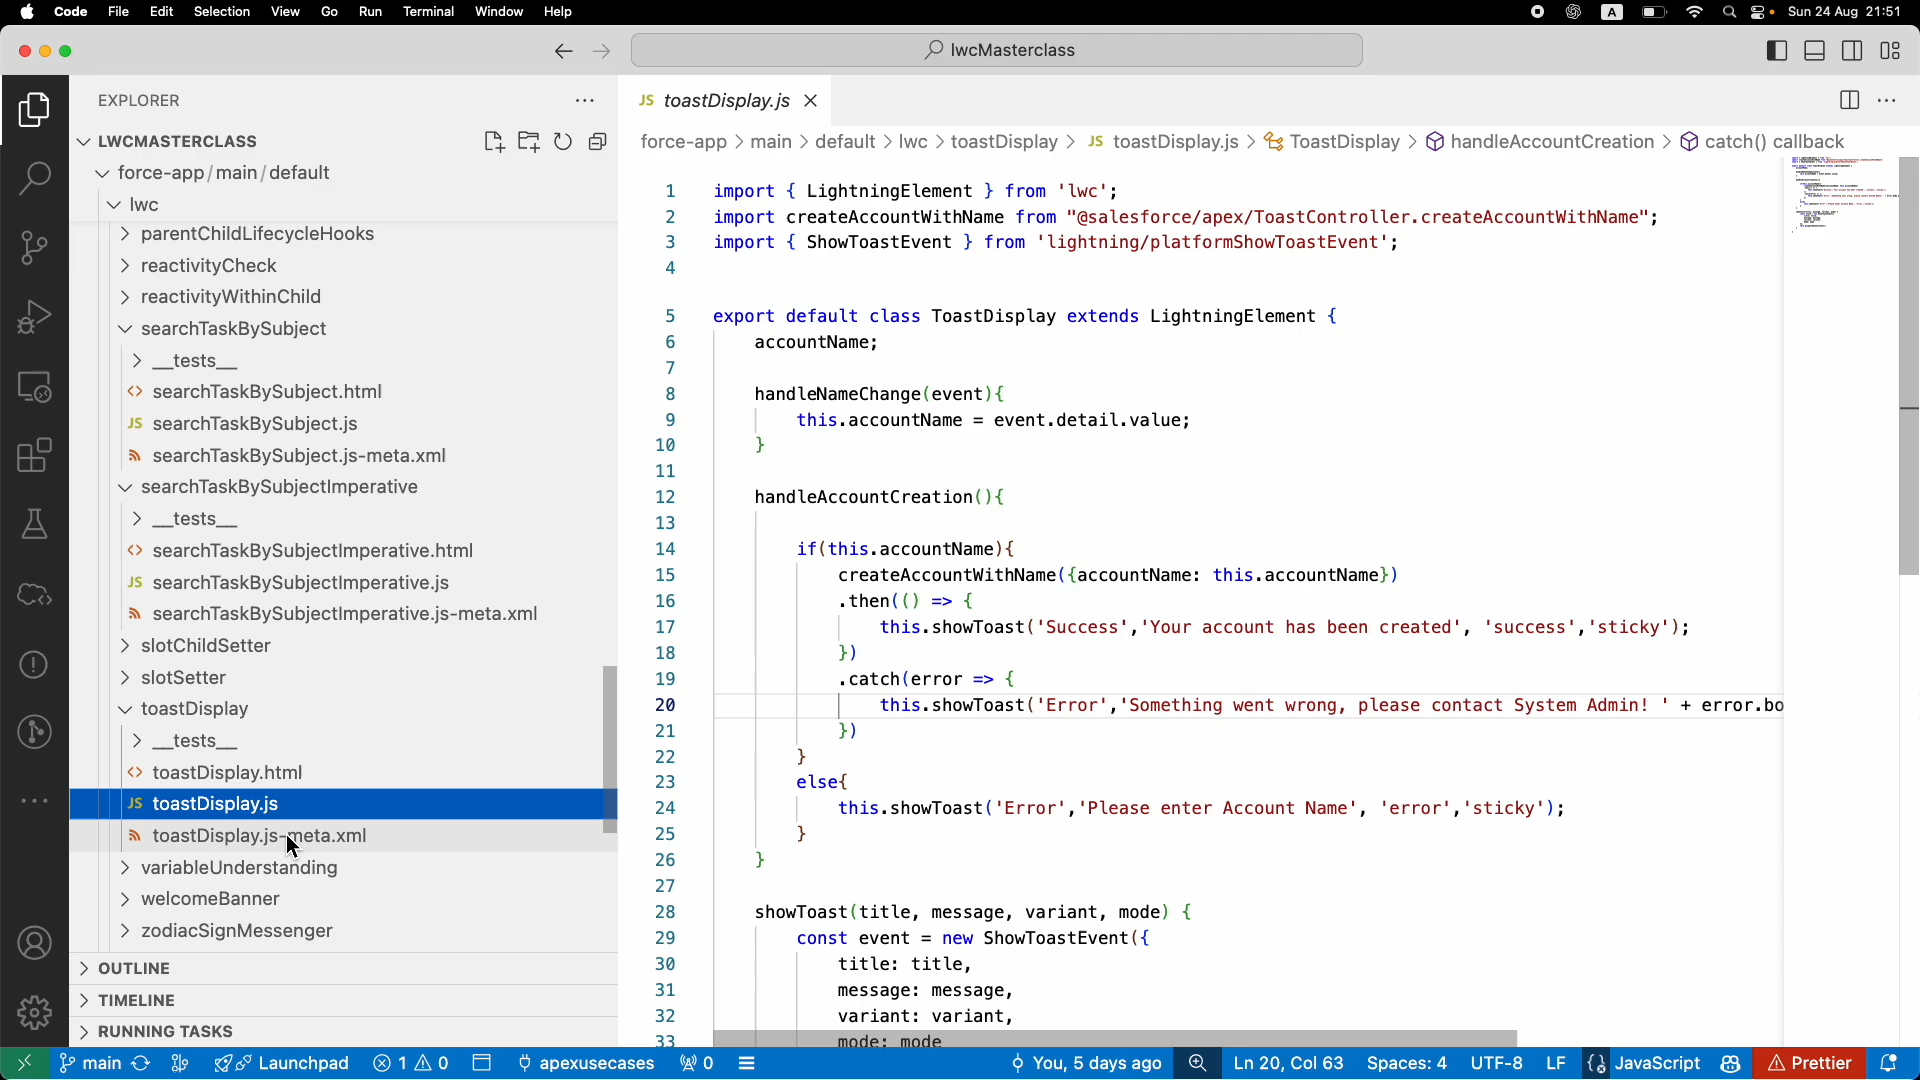 Code File Edit Selection View Go Run Terminal Window Help
A
Sun 24 Aug 21:51
lwcMasterclass
EXPLORER
LWCMASTERCLASS
force-app/main/default
lwc
parentChildLifecycleHooks
reactivityCheck
reactivityWithinChild
searchTaskBySubject
__tests__
<> searchTaskBySubject.html
JS searchTaskBySubject.js
searchTaskBySubject.js-meta.xml
searchTaskBySubjectImperative
__tests__
<> searchTaskBySubjectImperative.html
JS searchTaskBySubjectImperative.js
searchTaskBySubjectImperative.js-meta.xml
slotChildSetter
slotSetter
toastDisplay
__tests__
<> toastDisplay.html
JS toastDisplay.js
toastDisplay.js-meta.xml
variableUnderstanding
welcomeBanner
zodiacSignMessenger
OUTLINE
TIMELINE
RUNNING TASKS
JS toastDisplay.js
force-app > main > default > lwc > toastDisplay > JS toastDisplay.js > ToastDisplay > handleAccountCreation > catch() callback
1 import { LightningElement } from 'lwc';
2 import createAccountWithName from "@salesforce/apex/ToastController.createAccountWithName";
3 import { ShowToastEvent } from 'lightning/platformShowToastEvent';
4
5 export default class ToastDisplay extends LightningElement {
6 accountName;
7
8 handleNameChange(event){
9 this.accountName = event.detail.value;
10 }
11
12 handleAccountCreation(){
13
14 if(this.accountName){
15 createAccountWithName({accountName: this.accountName})
16 .then(() => {
17 this.showToast('Success','Your account has been created', 'success','sticky');
18 })
19 .catch(error => {
20 this.showToast('Error','Something went wrong, please contact System Admin! ' + error.bo
21 })
22 }
23 else{
24 this.showToast('Error','Please enter Account Name', 'error','sticky');
25 }
26 }
27
28 showToast(title, message, variant, mode) {
29 const event = new ShowToastEvent({
30 title: title,
31 message: message,
32 variant: variant,
33 mode: mode
main Launchpad 1 0 apexusecases 0 You, 5 days ago Ln 20, Col 63 Spaces: 4 UTF-8 LF {} JavaScript Prettier